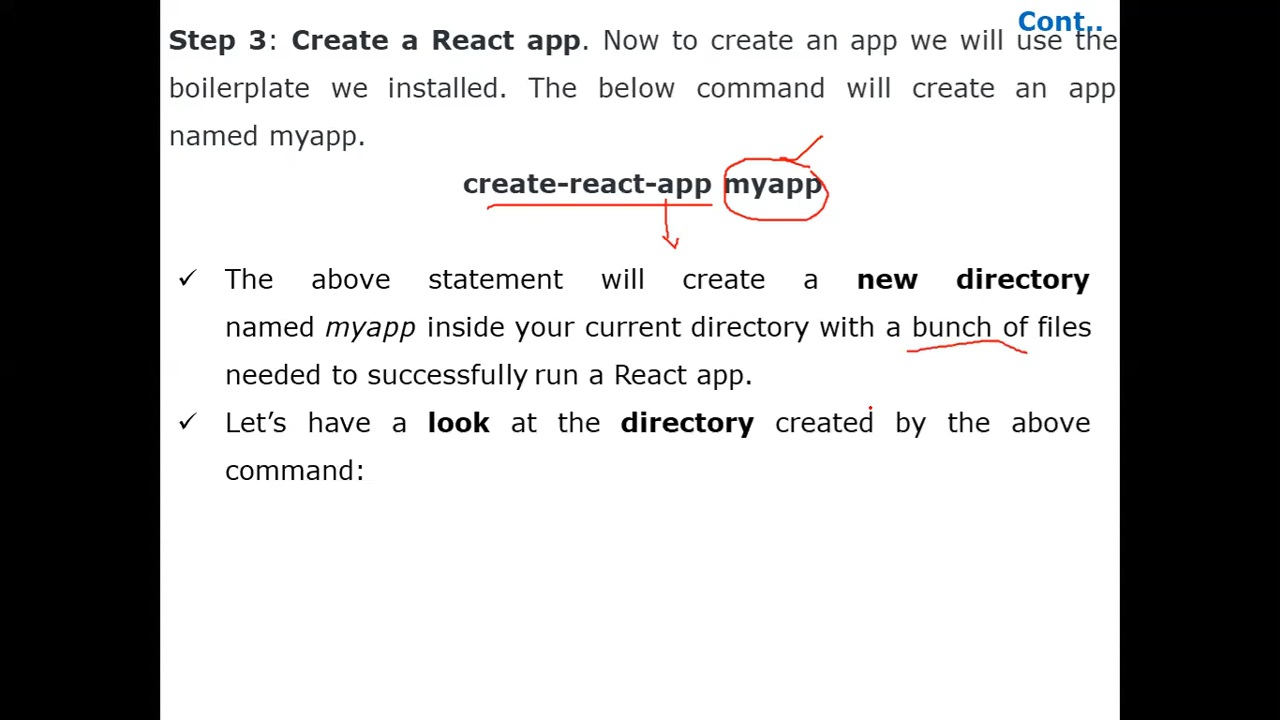 Cont..
Step 3: Create a React app. Now to create an app we will use the
boilerplate we installed. The below command will create an app
named myapp.
create-react-app myapp
✓ The above statement will create a new directory
named myapp inside your current directory with a bunch of files
needed to successfully run a React app.
✓ Let’s have a look at the directory created by the above
command: